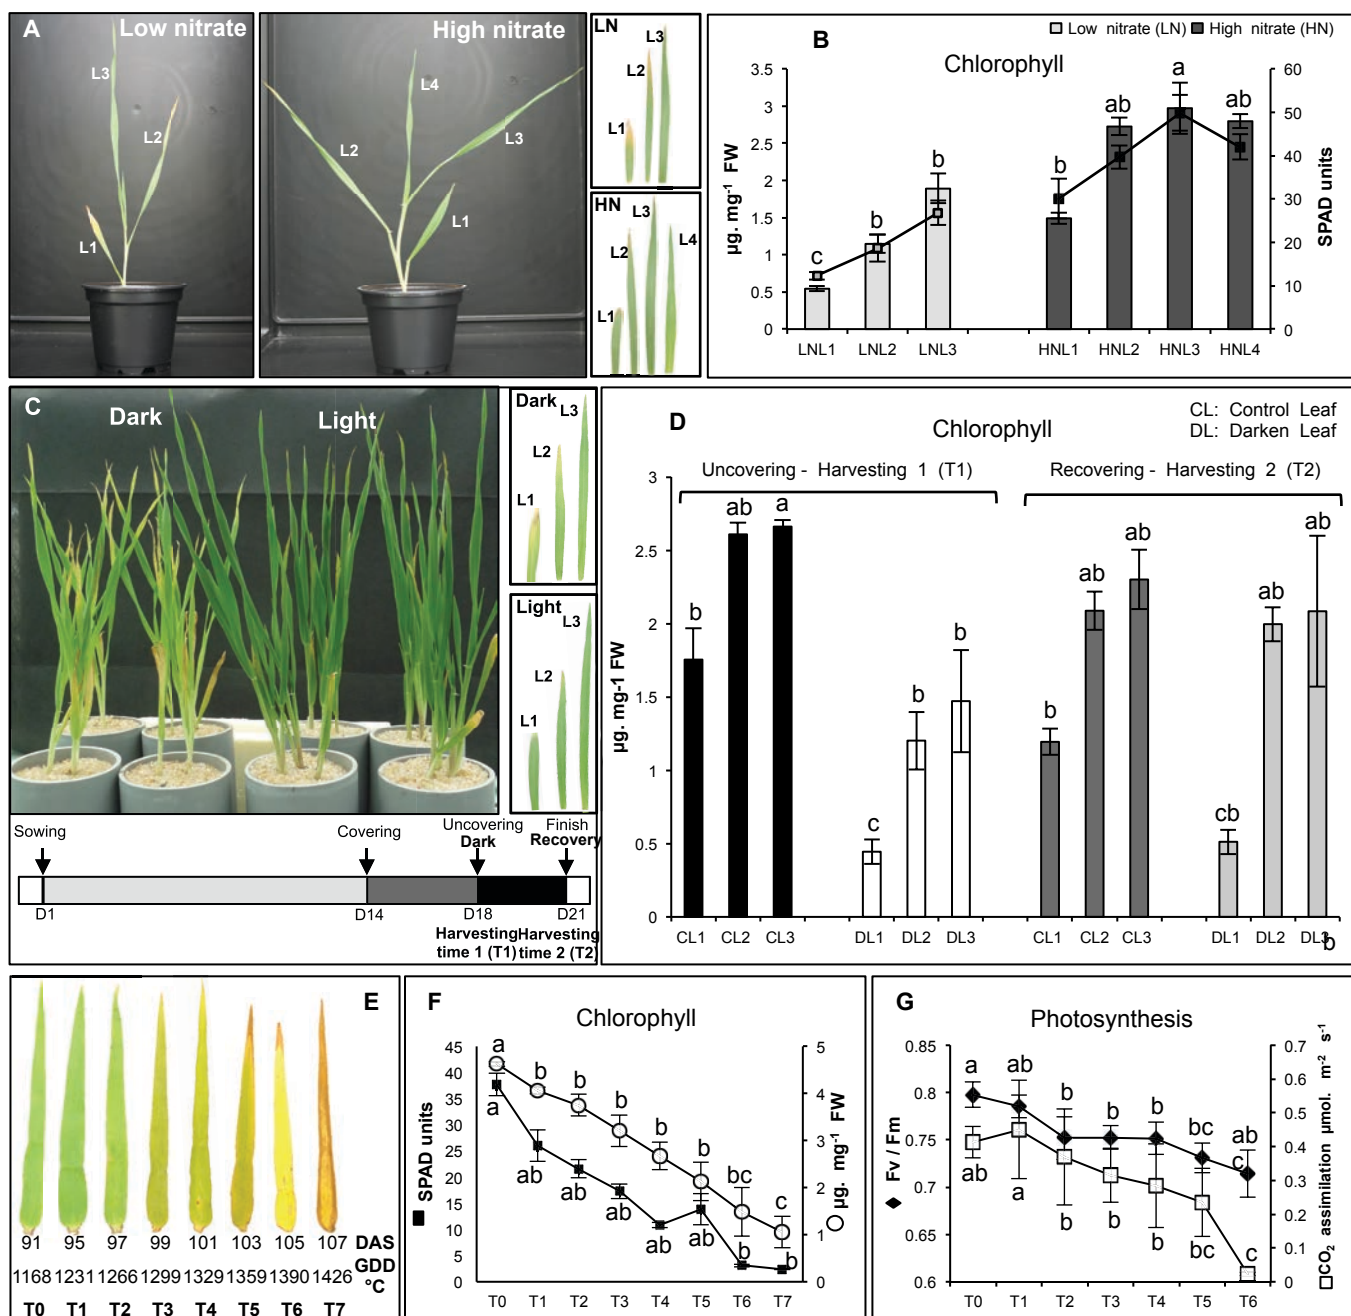 A
Low nitrate
High nitrate
L3
L2
L1
L4
L2
L3
L1
LN
L3
L2
L1
HN
L3
L2
L4
L1
B
Low nitrate (LN) High nitrate (HN)
Chlorophyll
µg. mg⁻¹ FW
SPAD units
3.5
3
2.5
2
1.5
1
0.5
0
60
50
40
30
20
10
0
c
b
b
b
ab
a
ab
LNL1 LNL2 LNL3 HNL1 HNL2 HNL3 HNL4
C
Dark
Light
Dark
L3
L2
L1
Light
L3
L2
L1
Sowing
Covering
Uncovering
Dark
Finish
Recovery
D1
D14
D18
D21
Harvesting
time 1 (T1)
Harvesting
time 2 (T2)
D
CL: Control Leaf
DL: Darken Leaf
Chlorophyll
Uncovering - Harvesting 1 (T1)
Recovering - Harvesting 2 (T2)
µg. mg-1 FW
3
2.5
2
1.5
1
0.5
0
b
ab
a
c
b
b
b
ab
ab
cb
ab
ab
CL1 CL2 CL3 DL1 DL2 DL3 CL1 CL2 CL3 DL1 DL2 DL3
b
E
91 95 97 99 101 103 105 107 DAS
1168 1231 1266 1299 1329 1359 1390 1426 GDD °C
T0 T1 T2 T3 T4 T5 T6 T7
F
Chlorophyll
SPAD units
µg. mg⁻¹ FW
45
40
35
30
25
20
15
10
5
0
5
4
3
2
1
0
a
b
b
b
b
b
bc
c
a
ab
ab
ab
ab
ab
b
b
T0 T1 T2 T3 T4 T5 T6 T7
G
Photosynthesis
Fv / Fm
CO₂ assimilation µmol. m⁻² s⁻¹
0.85
0.8
0.75
0.7
0.65
0.6
0.7
0.6
0.5
0.4
0.3
0.2
0.1
0
a
ab
b
b
b
bc
ab
c
ab
a
b
b
b
bc
c
T0 T1 T2 T3 T4 T5 T6